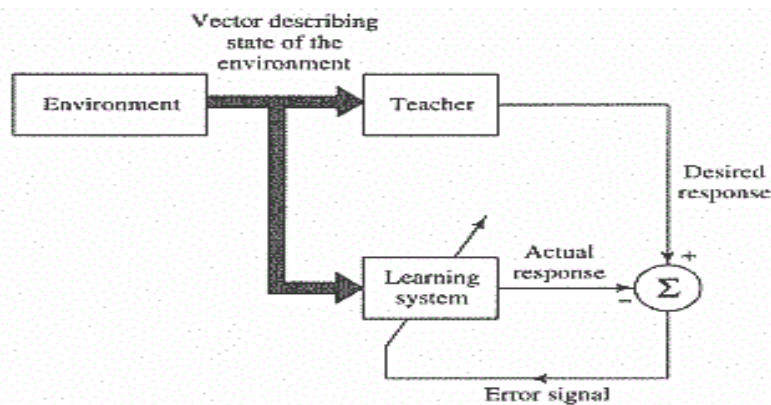 Vector describing
state of the
environment
Environment
Teacher
Desired
response
+
Learning
system
Actual
response
−
Σ
Error signal